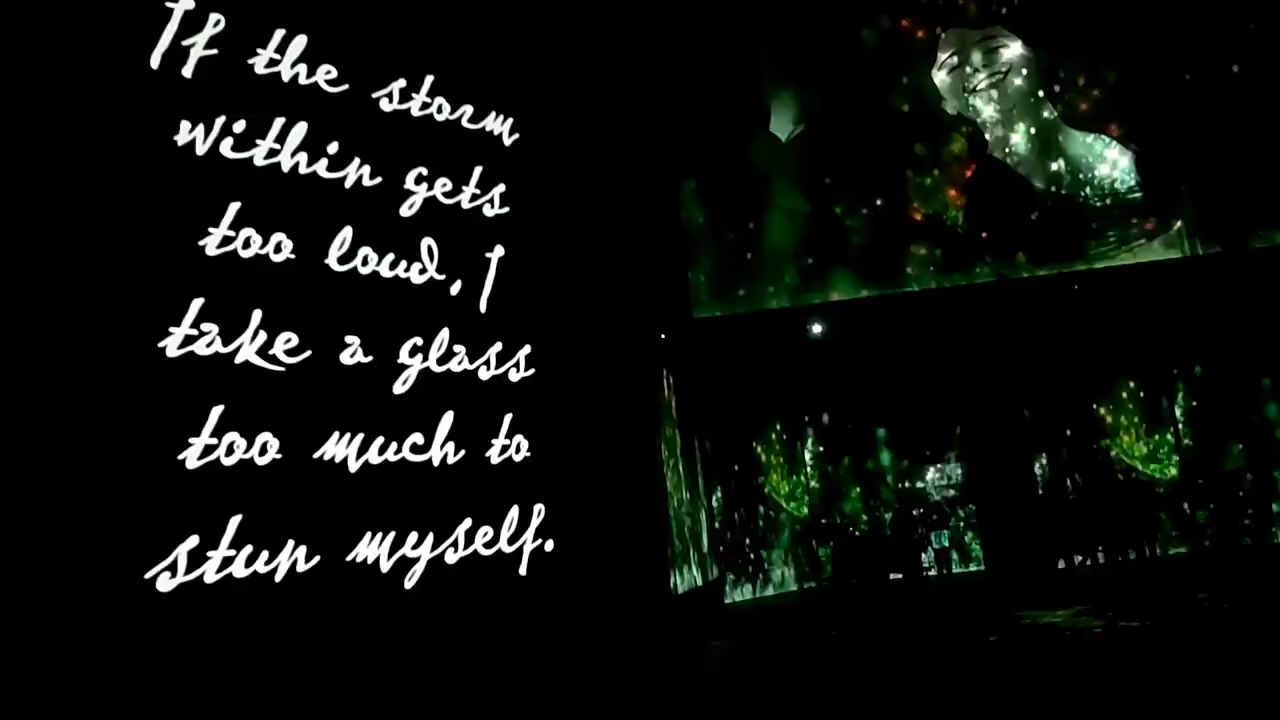 If the storm
within gets
too loud, I
take a glass
too much to
stun myself.